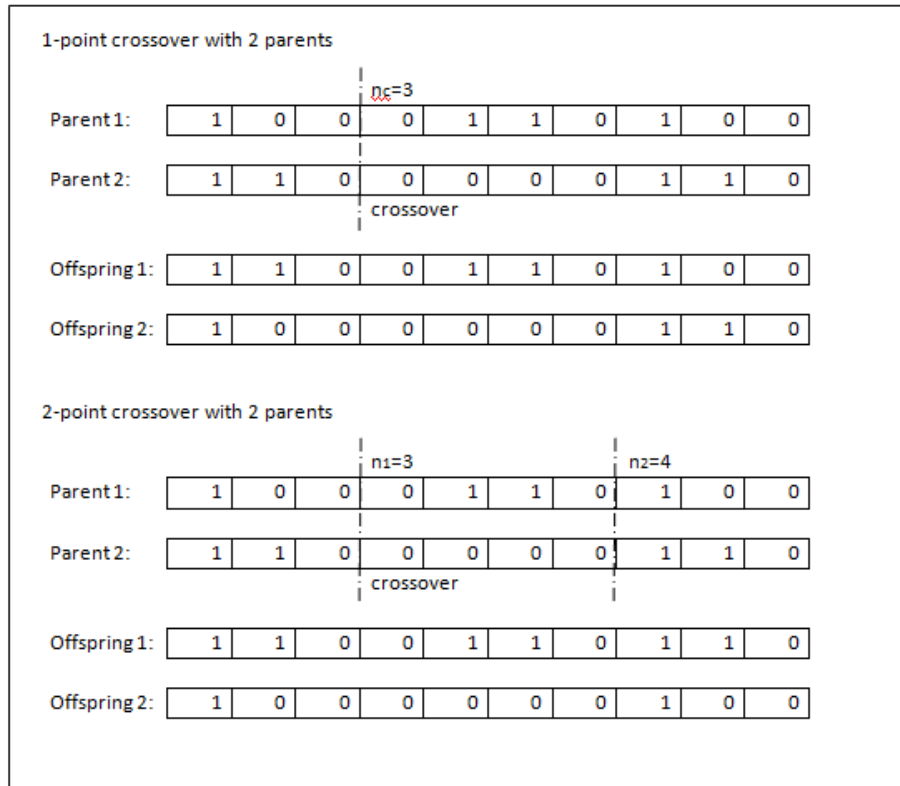 1-point crossover with 2 parents
nc=3
Parent 1: 1 0 0 0 1 1 0 1 0 0
Parent 2: 1 1 0 0 0 0 0 1 1 0
crossover
Offspring 1: 1 1 0 0 1 1 0 1 0 0
Offspring 2: 1 0 0 0 0 0 0 1 1 0
2-point crossover with 2 parents
n1=3 n2=4
Parent 1: 1 0 0 0 1 1 0 1 0 0
Parent 2: 1 1 0 0 0 0 0 1 1 0
crossover
Offspring 1: 1 1 0 0 1 1 0 1 1 0
Offspring 2: 1 0 0 0 0 0 0 1 0 0